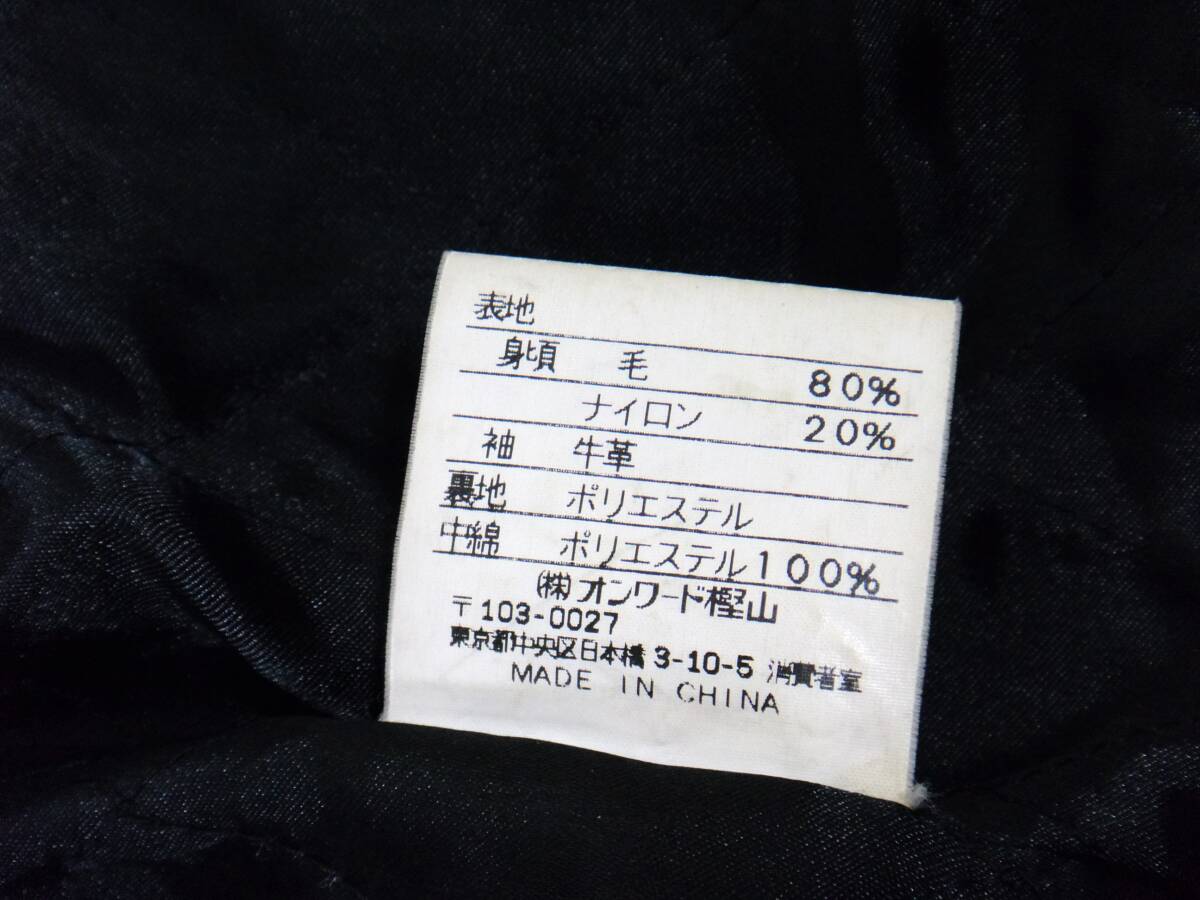 表地
身頃 毛 80%
ナイロン 20%
袖 牛革
裏地 ポリエステル
中綿 ポリエステル 100%
(株)オンワード樫山
〒103-0027
東京都中央区日本橋 3-10-5 消費者室
MADE IN CHINA